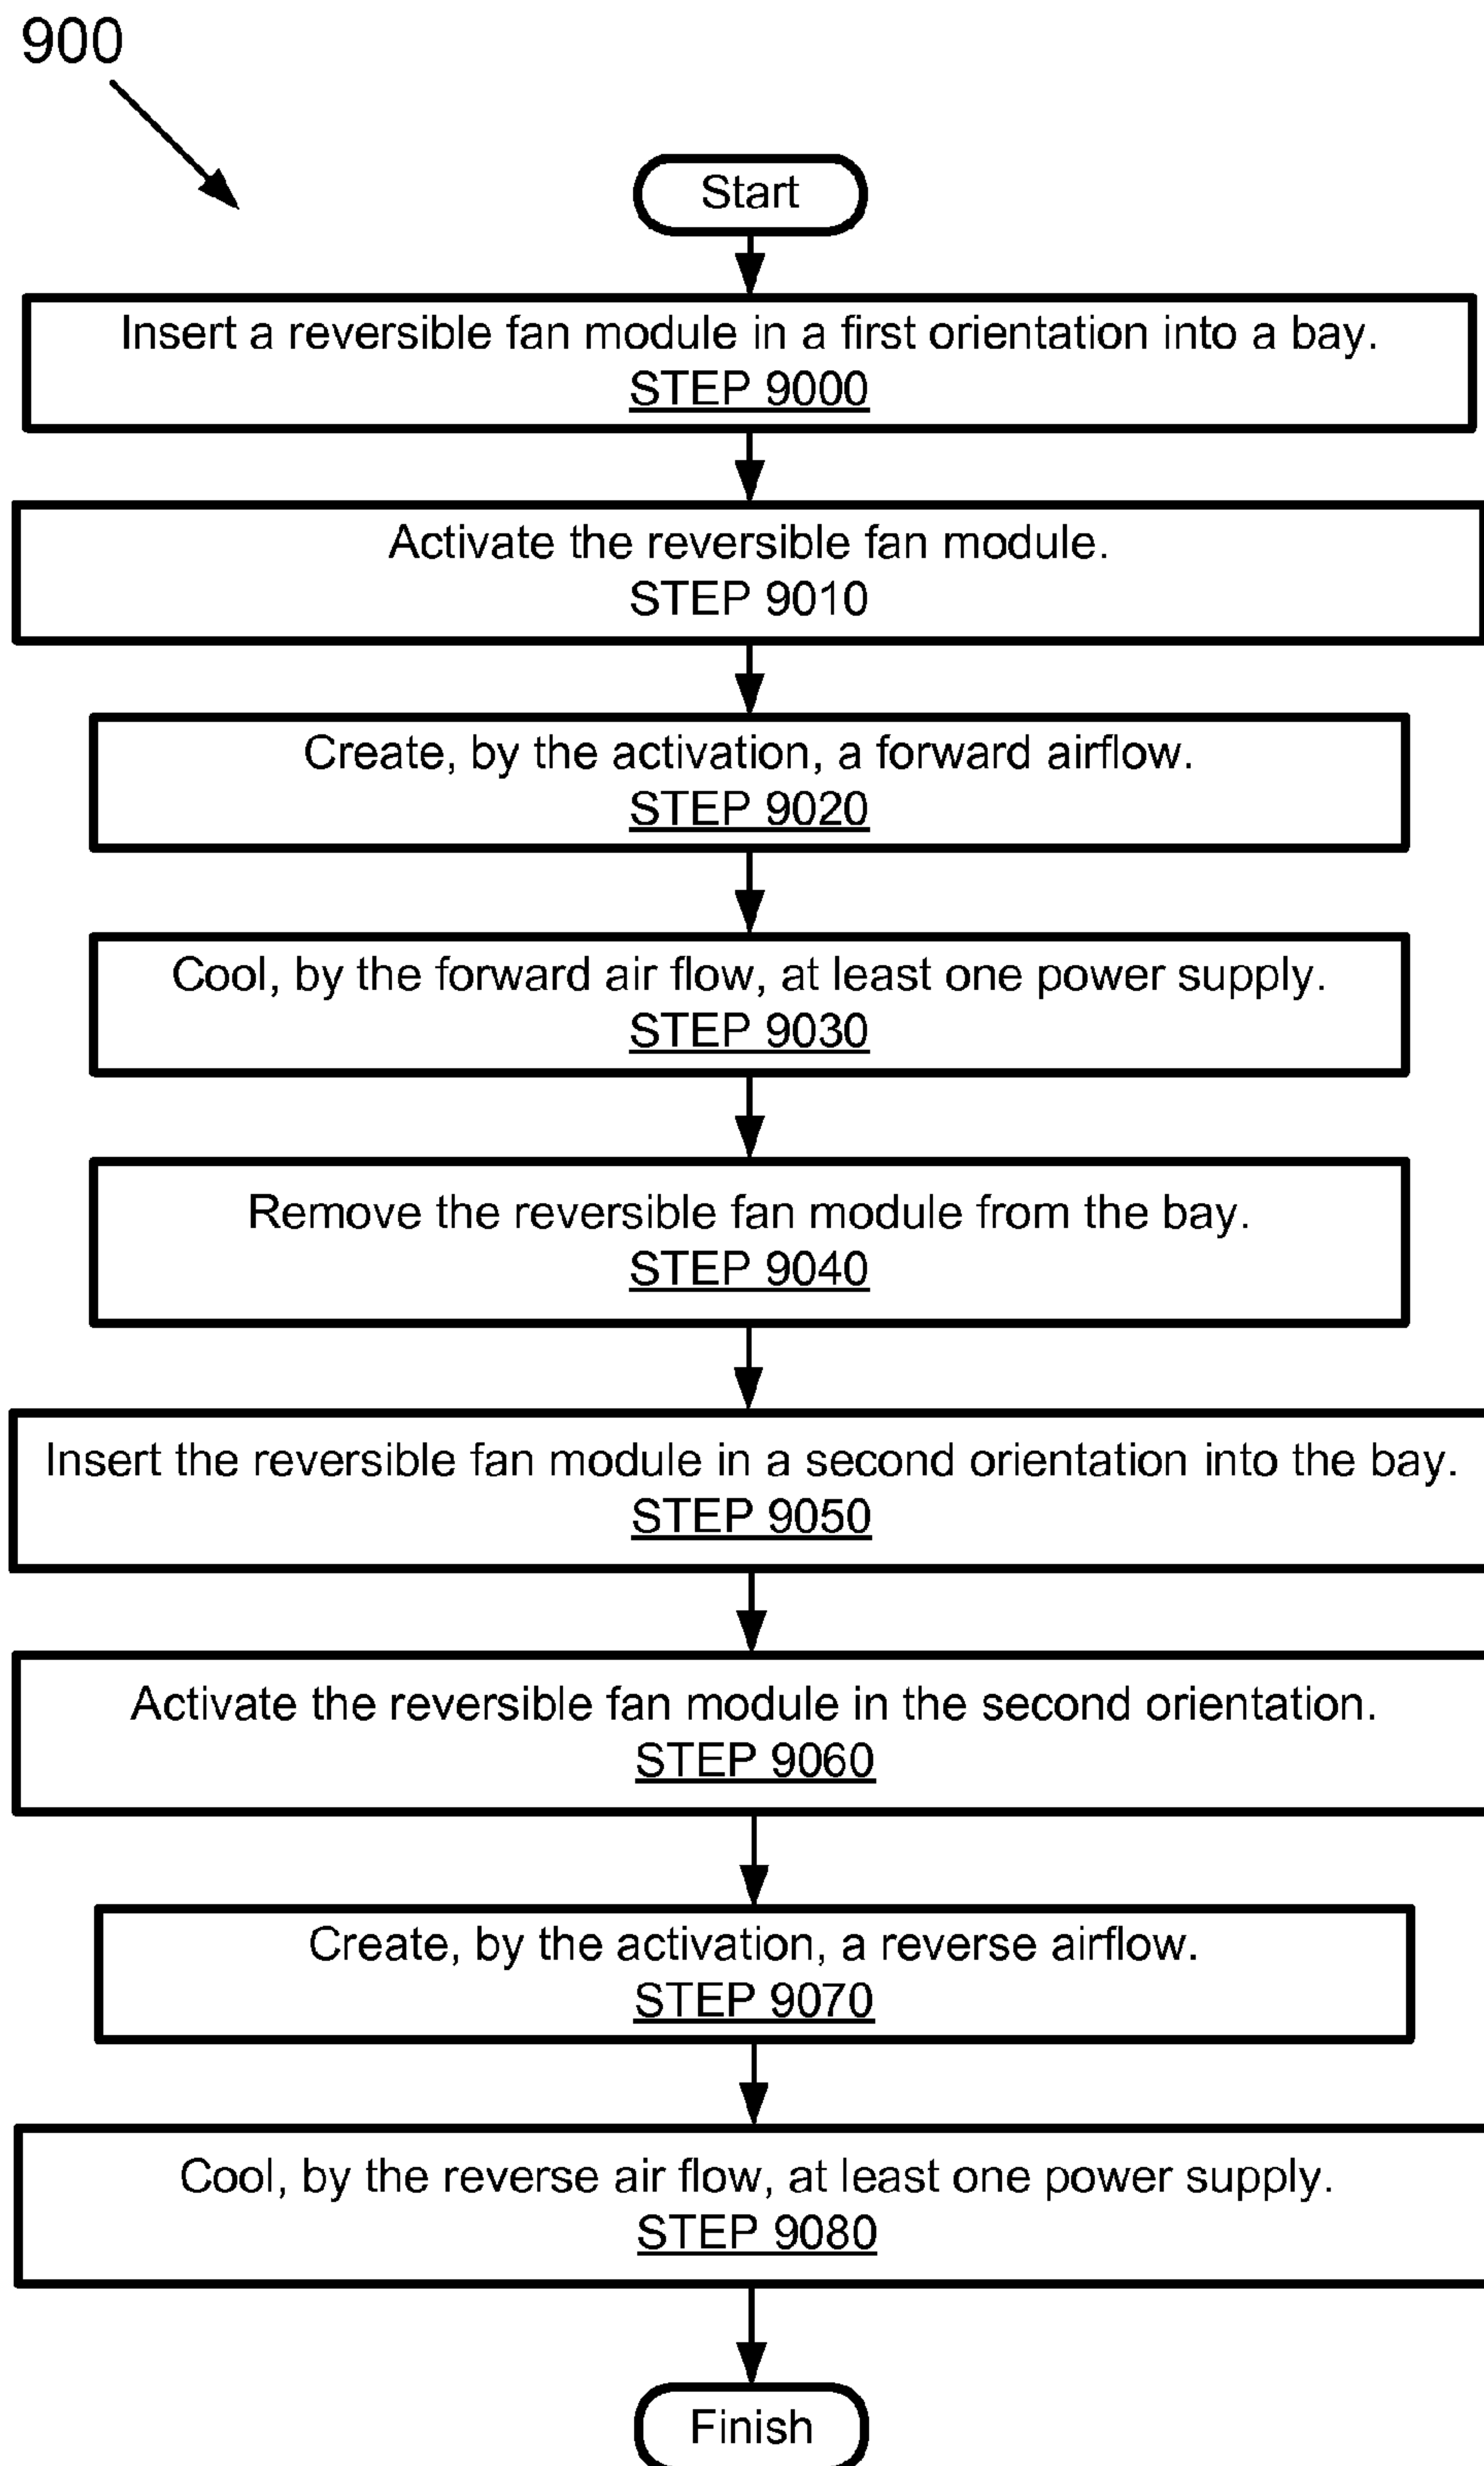 900
Start
Insert a reversible fan module in a first orientation into a bay.
STEP 9000
Activate the reversible fan module.
STEP 9010
Create, by the activation, a forward airflow.
STEP 9020
Cool, by the forward air flow, at least one power supply.
STEP 9030
Remove the reversible fan module from the bay.
STEP 9040
Insert the reversible fan module in a second orientation into the bay.
STEP 9050
Activate the reversible fan module in the second orientation.
STEP 9060
Create, by the activation, a reverse airflow.
STEP 9070
Cool, by the reverse air flow, at least one power supply.
STEP 9080
Finish